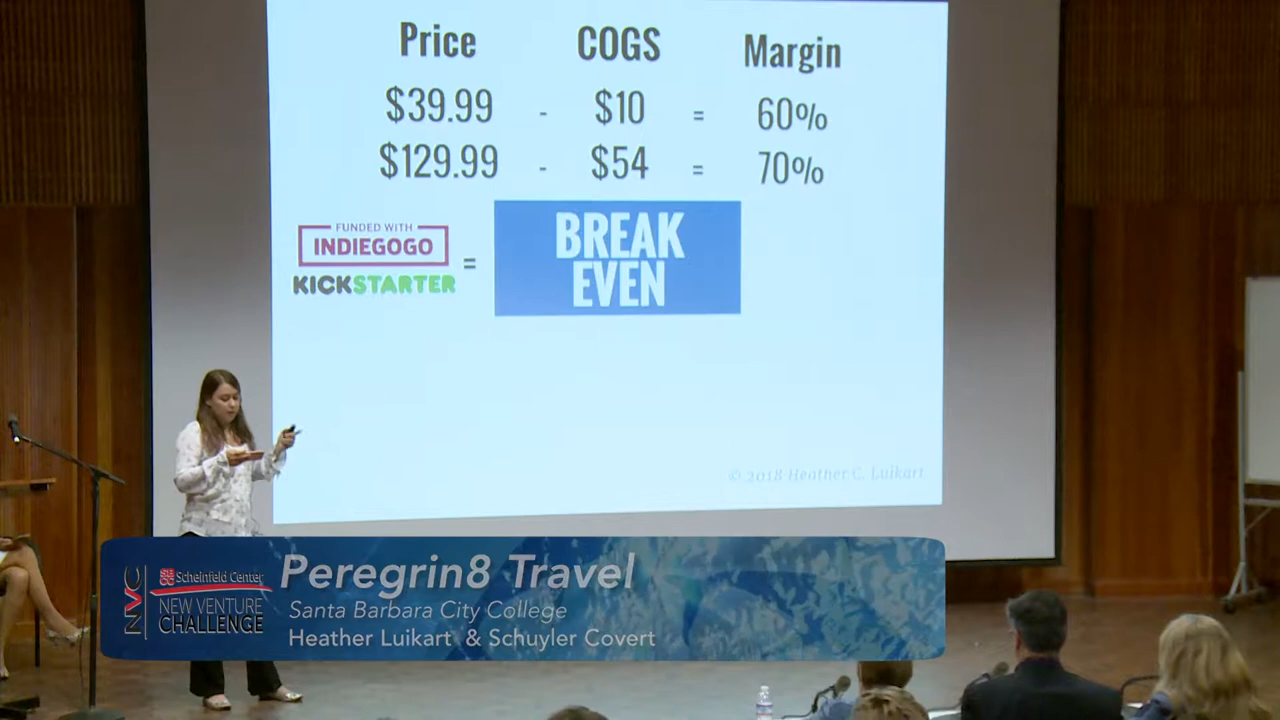 Price COGS Margin
$39.99 - $10 = 60%
$129.99 - $54 = 70%
FUNDED WITH
INDIEGOGO
KICKSTARTER
=
BREAK
EVEN
© 2018 Heather C. Luikart
NVC
SBCC
Scheinfeld Center
NEW VENTURE
CHALLENGE
Peregrin8 Travel
Santa Barbara City College
Heather Luikart & Schuyler Covert